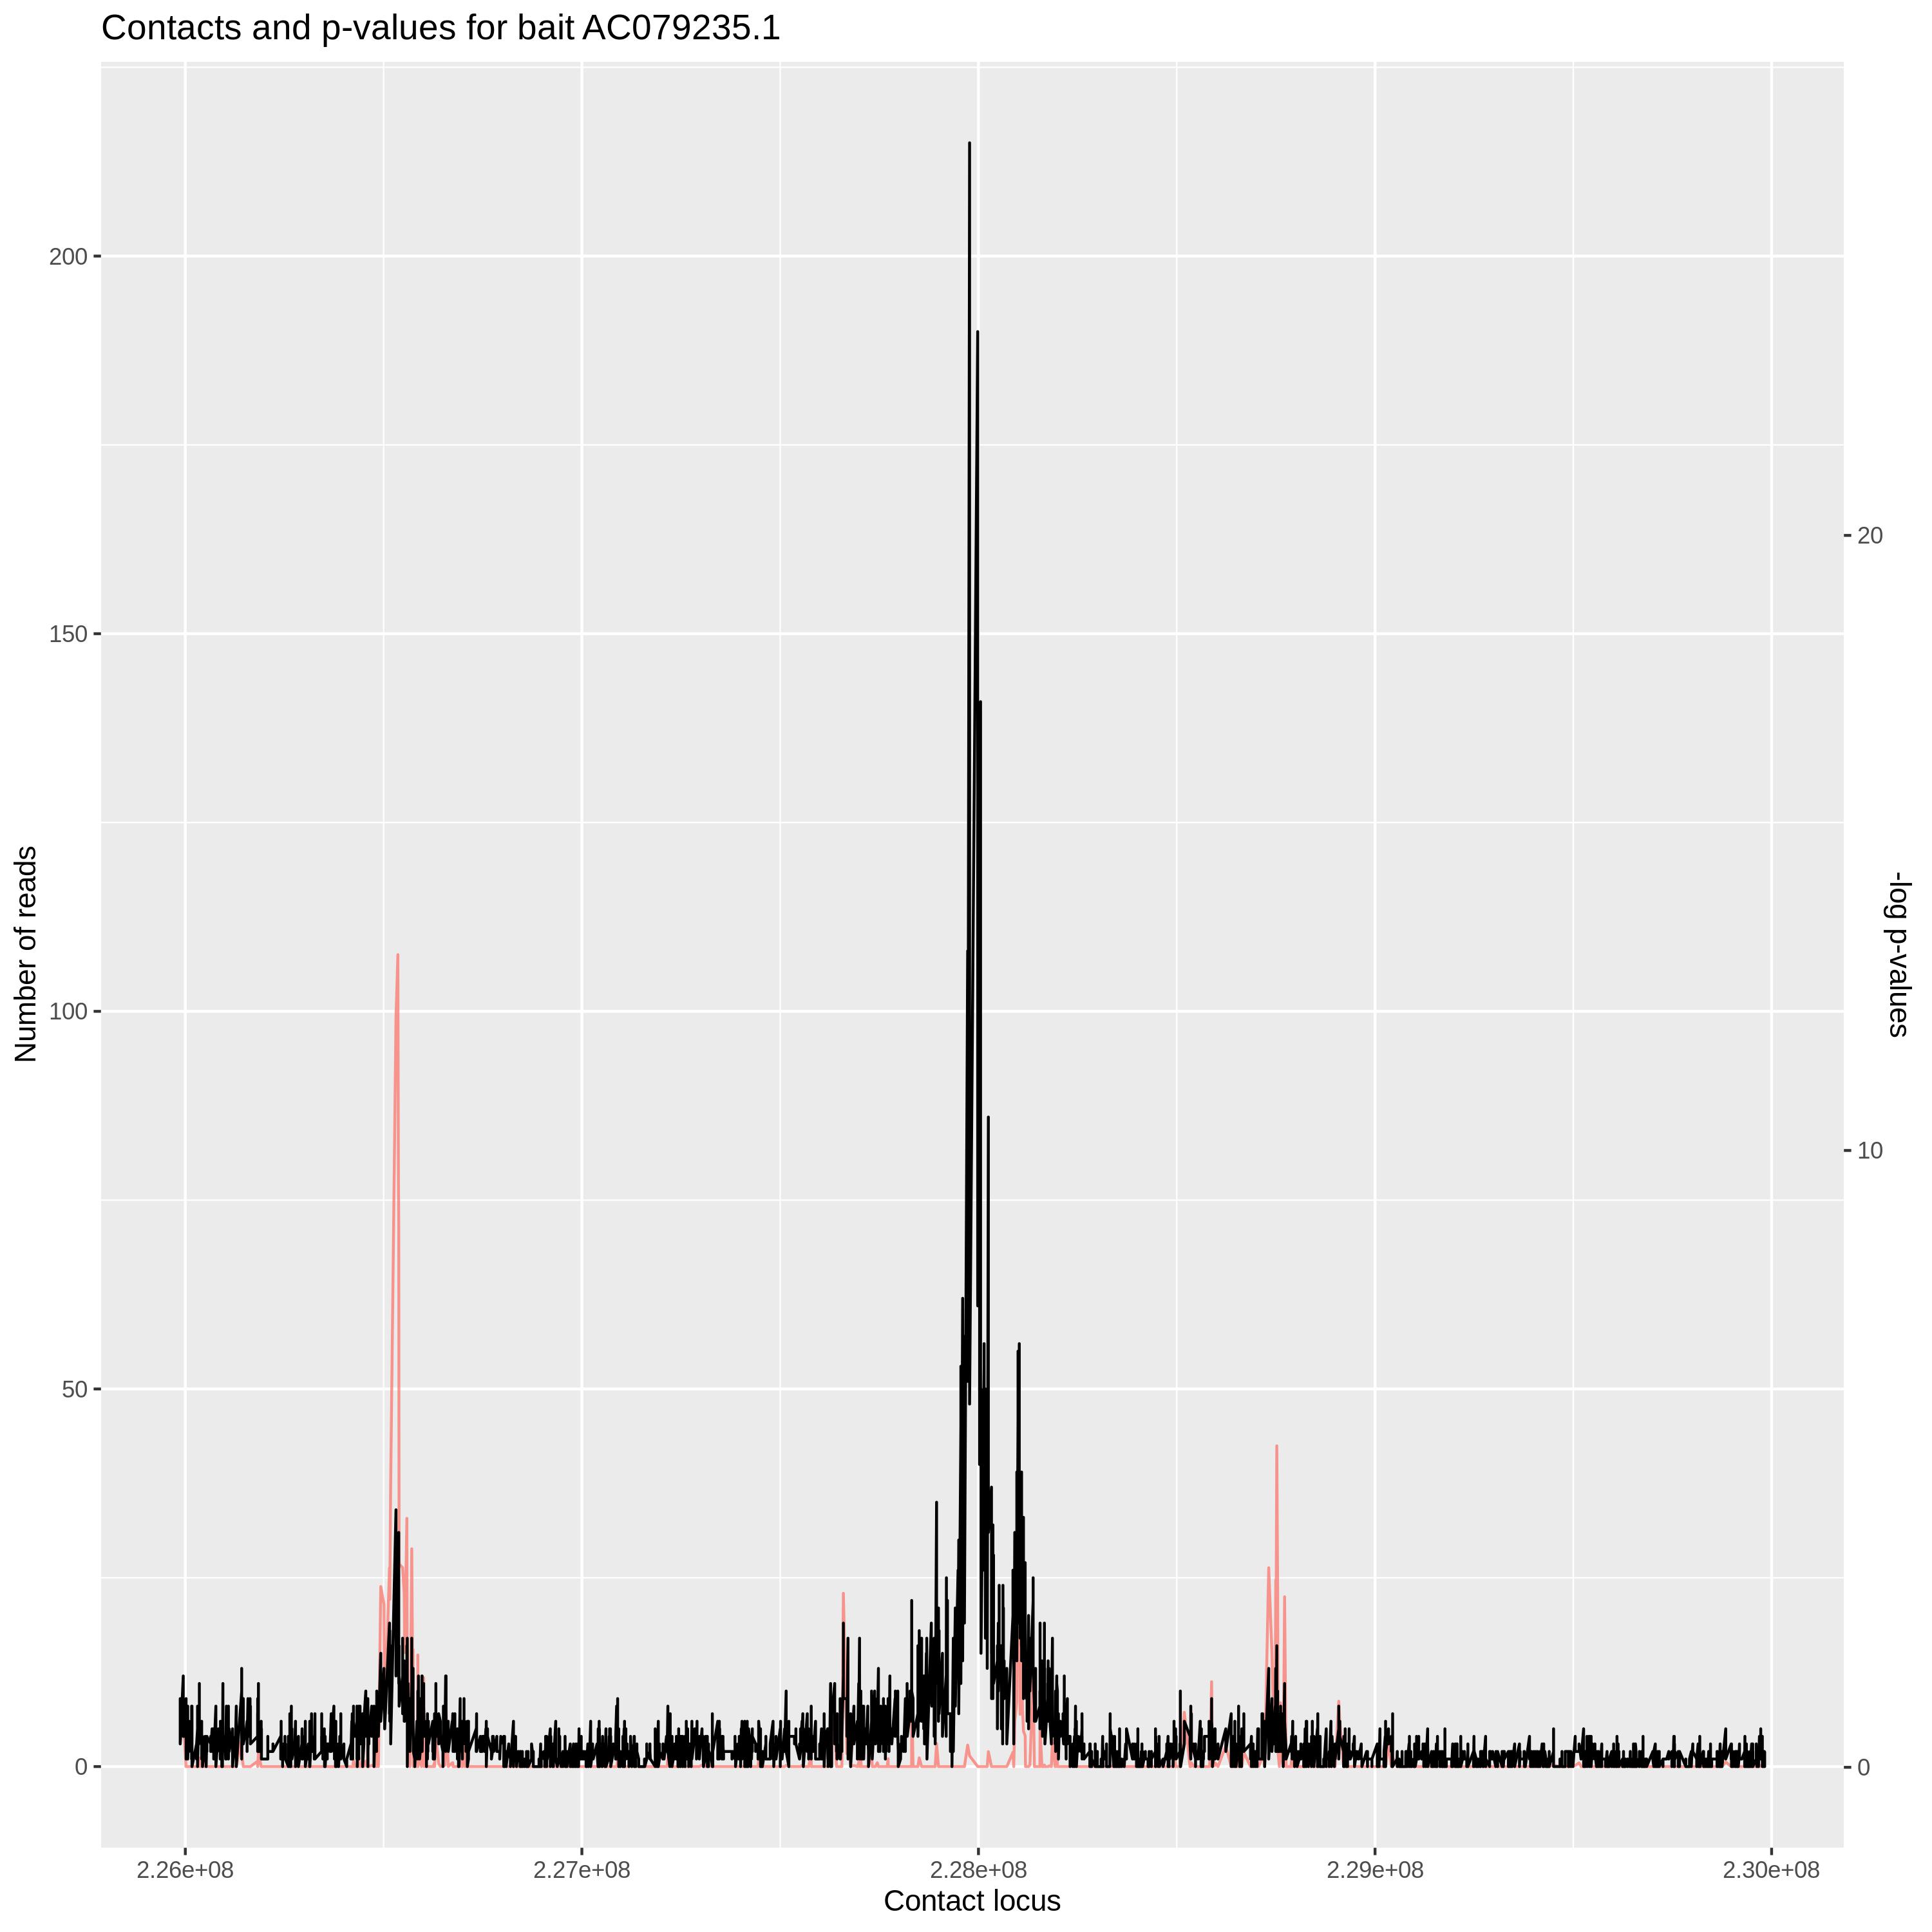 Contacts and p-values for bait AC079235.1
200
150
100
50
0
Number of reads
20
10
0
-log p-values
2.26e+08 2.27e+08 2.28e+08 2.29e+08 2.30e+08
Contact locus